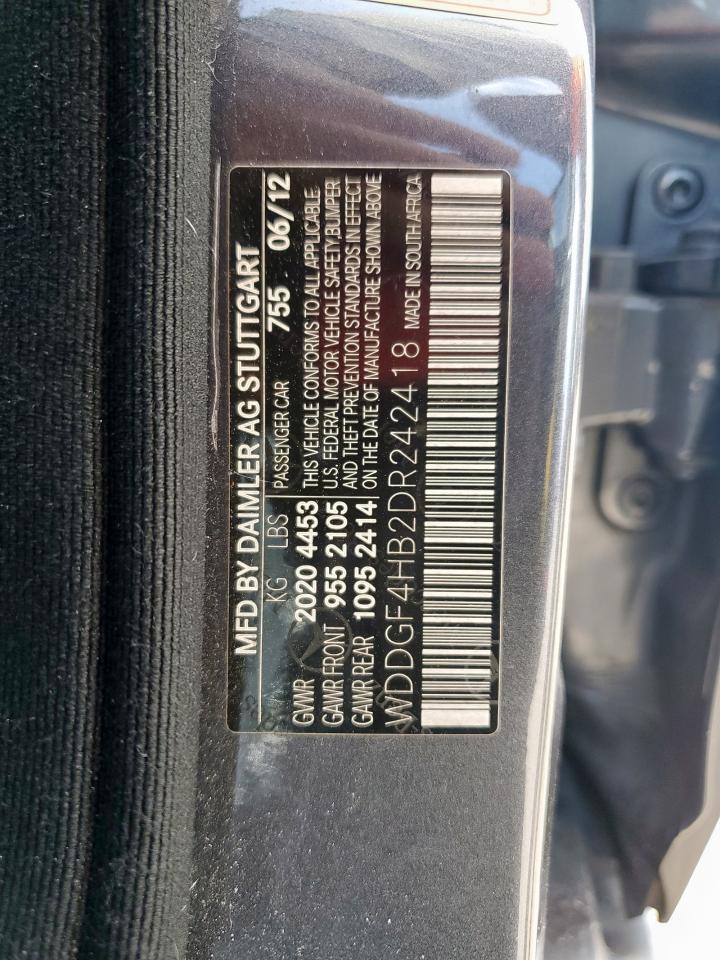 MFD BY DAIMLER AG STUTTGART
KG LBS PASSENGER CAR 755 06/12
GVWR 2020 4453 THIS VEHICLE CONFORMS TO ALL APPLICABLE
GAWR FRONT 955 2105 U.S. FEDERAL MOTOR VEHICLE SAFETY,BUMPER
GAWR REAR 1095 2414 AND THEFT PREVENTION STANDARDS IN EFFECT
ON THE DATE OF MANUFACTURE SHOWN ABOVE
WDDGF4HB2DR242418 MADE IN SOUTH AFRICA